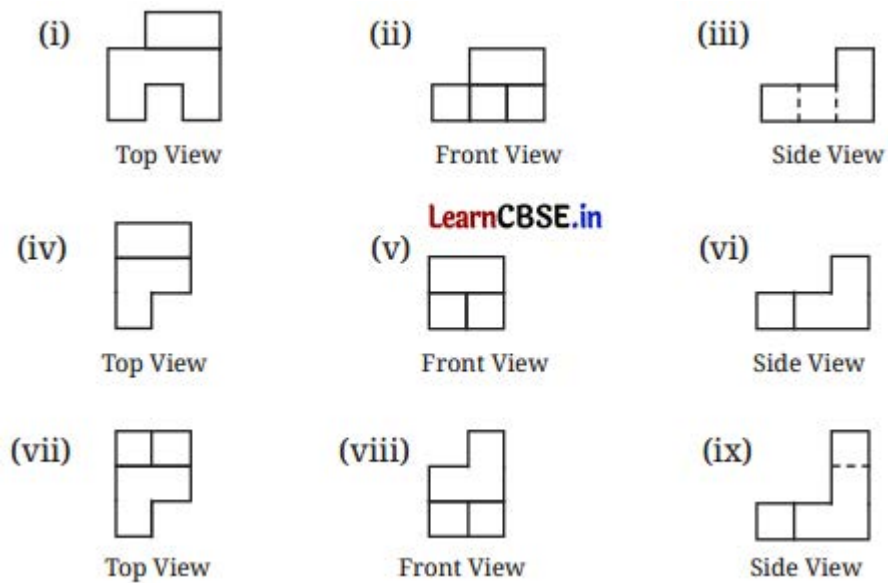 (i) (ii) (iii)
Top View Front View Side View
LearnCBSE.in
(iv) (v) (vi)
Top View Front View Side View
(vii) (viii) (ix)
Top View Front View Side View